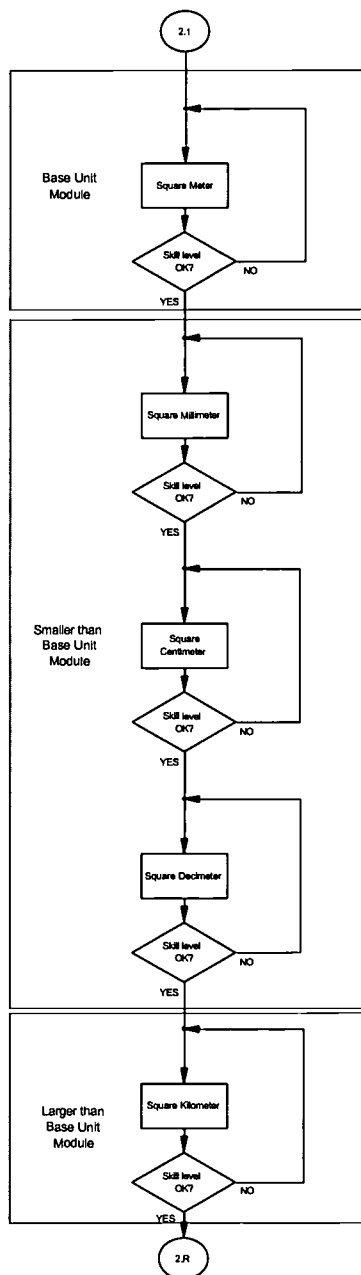 2.1
Base Unit
Module
Square Meter
Skill level
OK?
NO
YES
Smaller than
Base Unit
Module
Square Millimeter
Skill level
OK?
NO
YES
Square
Centimeter
Skill level
OK?
NO
YES
Square Decimeter
Skill level
OK?
NO
YES
Larger than
Base Unit
Module
Square Kilometer
Skill level
OK?
NO
YES
2.R